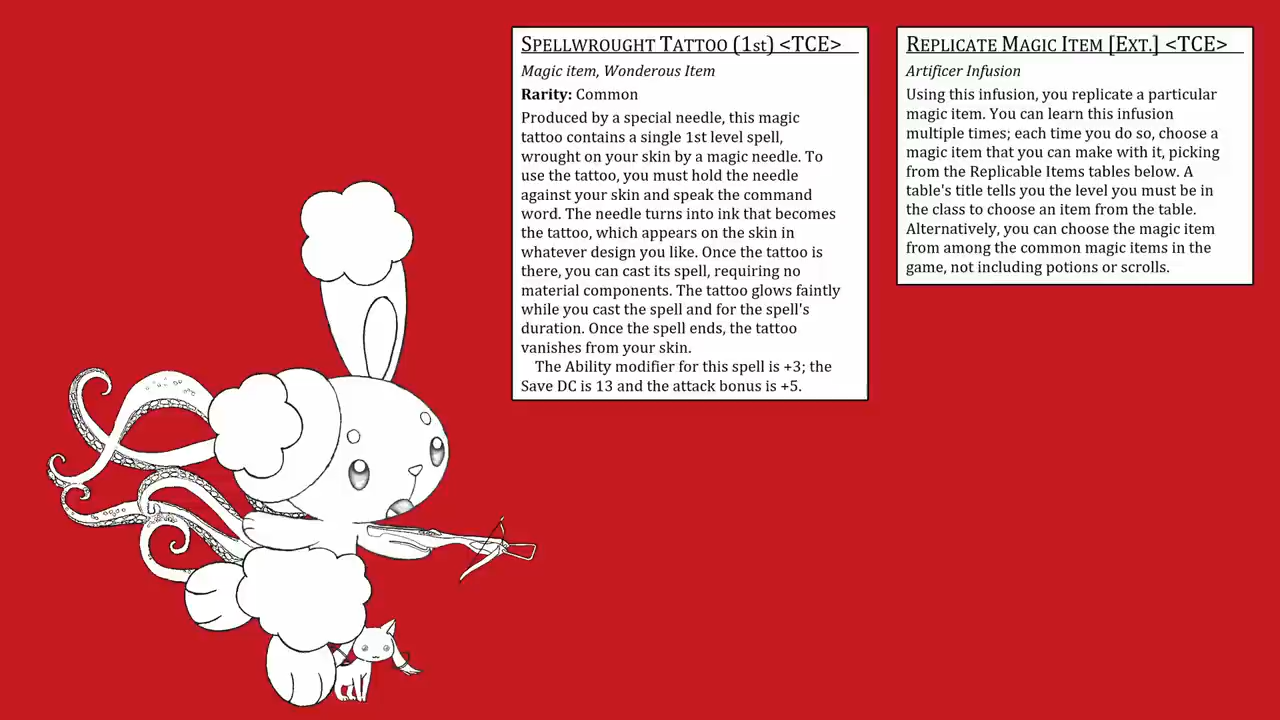 SPELLWROUGHT TATTOO (1st) <TCE>
Magic item, Wonderous Item
Rarity: Common
Produced by a special needle, this magic
tattoo contains a single 1st level spell,
wrought on your skin by a magic needle. To
use the tattoo, you must hold the needle
against your skin and speak the command
word. The needle turns into ink that becomes
the tattoo, which appears on the skin in
whatever design you like. Once the tattoo is
there, you can cast its spell, requiring no
material components. The tattoo glows faintly
while you cast the spell and for the spell's
duration. Once the spell ends, the tattoo
vanishes from your skin.
The Ability modifier for this spell is +3; the
Save DC is 13 and the attack bonus is +5.
REPLICATE MAGIC ITEM [EXT.] <TCE>
Artificer Infusion
Using this infusion, you replicate a particular
magic item. You can learn this infusion
multiple times; each time you do so, choose a
magic item that you can make with it, picking
from the Replicable Items tables below. A
table's title tells you the level you must be in
the class to choose an item from the table.
Alternatively, you can choose the magic item
from among the common magic items in the
game, not including potions or scrolls.